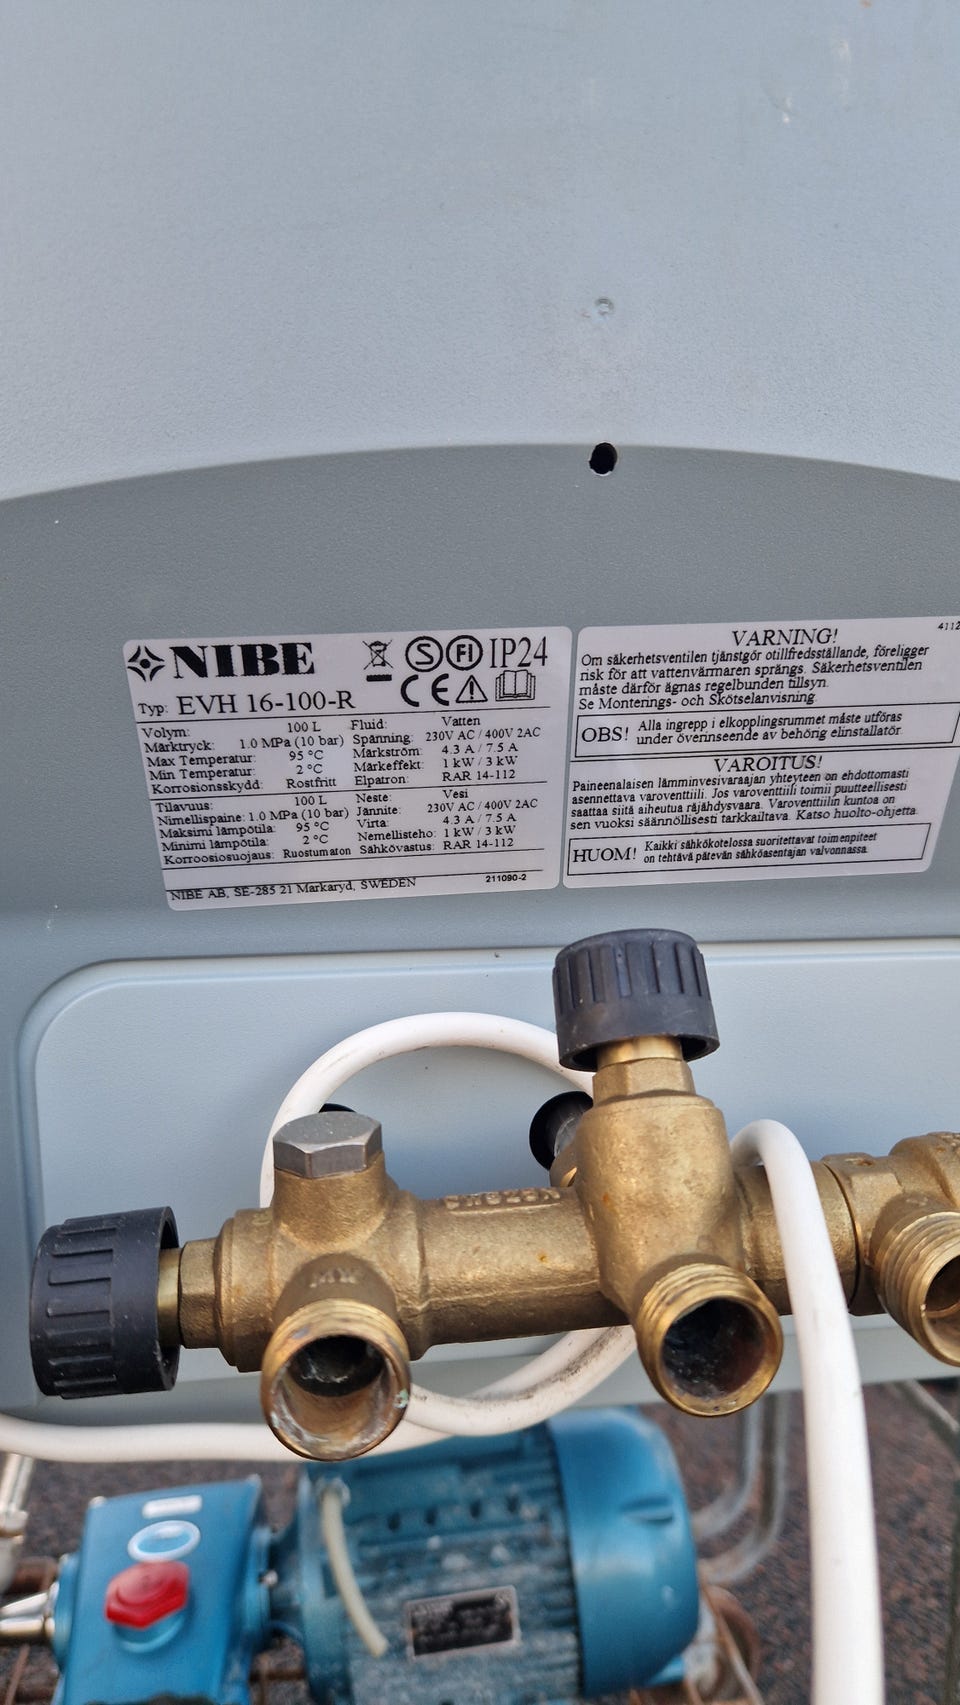 NIBE
S FI IP24
CE
Typ: EVH 16-100-R
Volym: 100 L Fluid: Vatten
Märktryck: 1.0 MPa (10 bar) Spänning: 230V AC / 400V 2AC
Max Temperatur: 95 °C Märkström: 4.3 A / 7.5 A
Min Temperatur: 2 °C Märkeffekt: 1 kW / 3 kW
Korrosionsskydd: Rostfritt Elpatron: RAR 14-112
Tilavuus: 100 L Neste: Vesi
Nimellispaine: 1.0 MPa (10 bar) Jännite: 230V AC / 400V 2AC
Maksimi lämpötila: 95 °C Virta: 4.3 A / 7.5 A
Minimi lämpötila: 2 °C Nemellisteho: 1 kW / 3 kW
Korroosiosuojaus: Ruostumaton Sähkövastus: RAR 14-112
NIBE AB, SE-285 21 Markaryd, SWEDEN 211090-2
4112
VARNING!
Om säkerhetsventilen tjänstgör otillfredsställande, föreligger
risk för att vattenvärmaren sprängs. Säkerhetsventilen
måste därför ägnas regelbunden tillsyn.
Se Monterings- och Skötselanvisning.
OBS! Alla ingrepp i elkopplingsrummet måste utföras
under överinseende av behörig elinstallatör.
VAROITUS!
Paineenalaisen lämminvesivaraajan yhteyteen on ehdottomasti
asennettava varoventtiili. Jos varoventtiili toimii puutteellisesti
saattaa siitä aiheutua räjähdysvaara. Varoventtiilin kuntoa on
sen vuoksi säännöllisesti tarkkailtava. Katso huolto-ohjetta.
HUOM! Kaikki sähkökotelossa suoritettavat toimenpiteet
on tehtävä pätevän sähköasentajan valvonnassa.